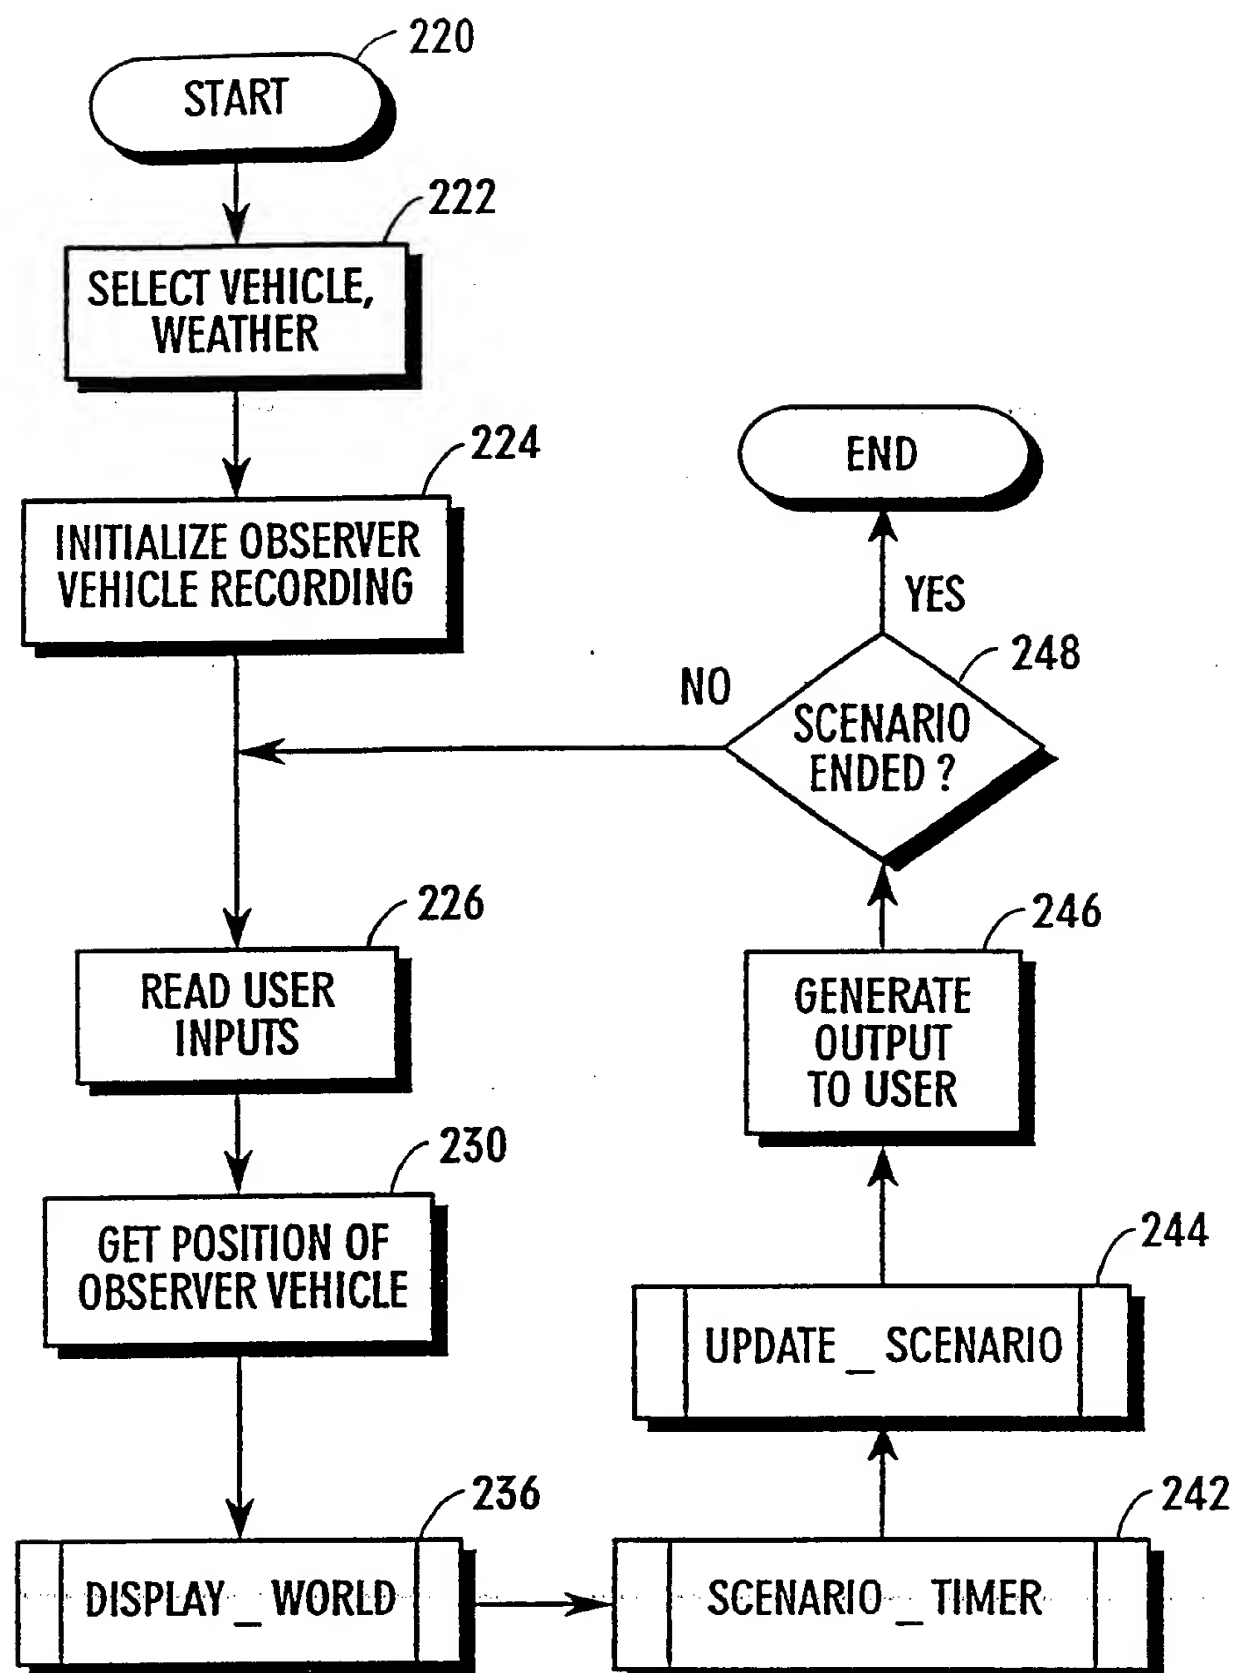 220
START
222
SELECT VEHICLE,
WEATHER
224
INITIALIZE OBSERVER
VEHICLE RECORDING
END
YES
NO
248
SCENARIO
ENDED ?
226
READ USER
INPUTS
246
GENERATE
OUTPUT
TO USER
230
GET POSITION OF
OBSERVER VEHICLE
244
UPDATE _ SCENARIO
236
DISPLAY _ WORLD
242
SCENARIO _ TIMER